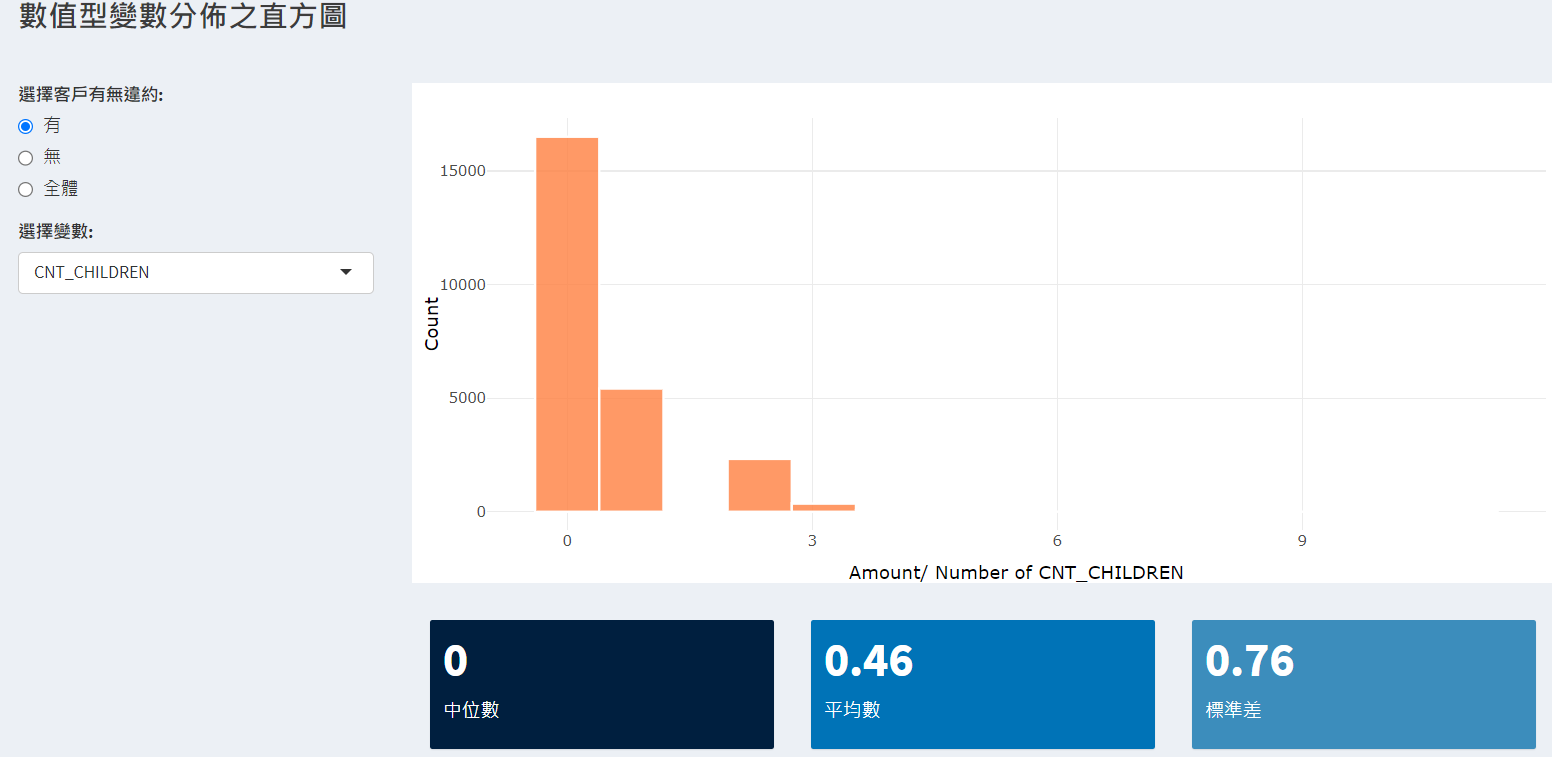 數值型變數分佈之直方圖
選擇客戶有無違約:
有
無
全體
選擇變數:
CNT_CHILDREN
15000
10000
5000
0
Count
0 3 6 9
Amount/ Number of CNT_CHILDREN
0
中位數
0.46
平均數
0.76
標準差